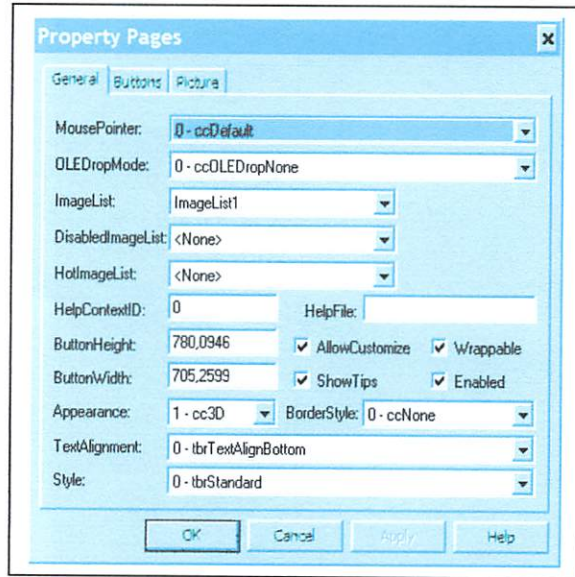 Property Pages
General Buttons Picture
MousePointer: 0 - ccDefault
OLEDropMode: 0 - ccOLEDropNone
ImageList: ImageList1
DisabledImageList: <None>
HotImageList: <None>
HelpContextID: 0 HelpFile:
ButtonHeight: 780,0946 AllowCustomize Wrappable
ButtonWidth: 705,2599 ShowTips Enabled
Appearance: 1 - cc3D BorderStyle: 0 - ccNone
TextAlignment: 0 - tbrTextAlignBottom
Style: 0 - tbrStandard
OK Cancel Apply Help